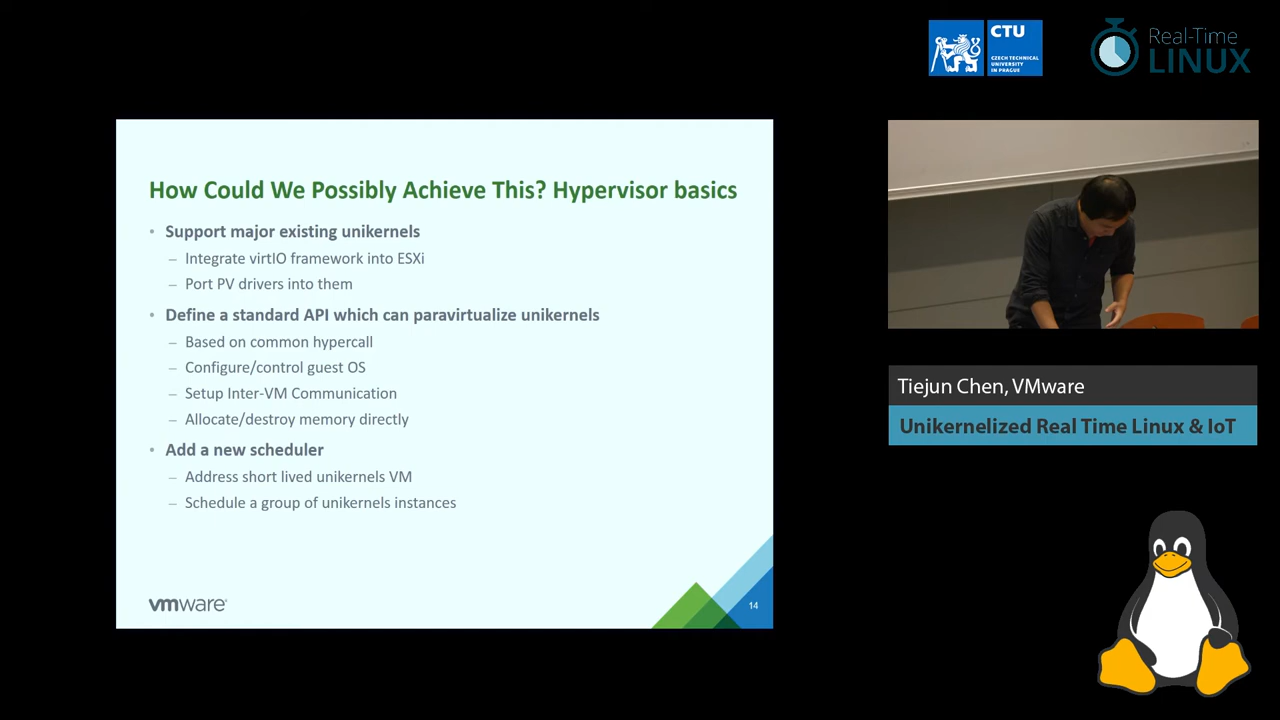 CTU
CZECH TECHNICAL
UNIVERSITY
IN PRAGUE
Real-Time
LINUX
How Could We Possibly Achieve This? Hypervisor basics
• Support major existing unikernels
– Integrate virtIO framework into ESXi
– Port PV drivers into them
• Define a standard API which can paravirtualize unikernels
– Based on common hypercall
– Configure/control guest OS
– Setup Inter-VM Communication
– Allocate/destroy memory directly
• Add a new scheduler
– Address short lived unikernels VM
– Schedule a group of unikernels instances
vmware®
14
Tiejun Chen, VMware
Unikernelized Real Time Linux & IoT